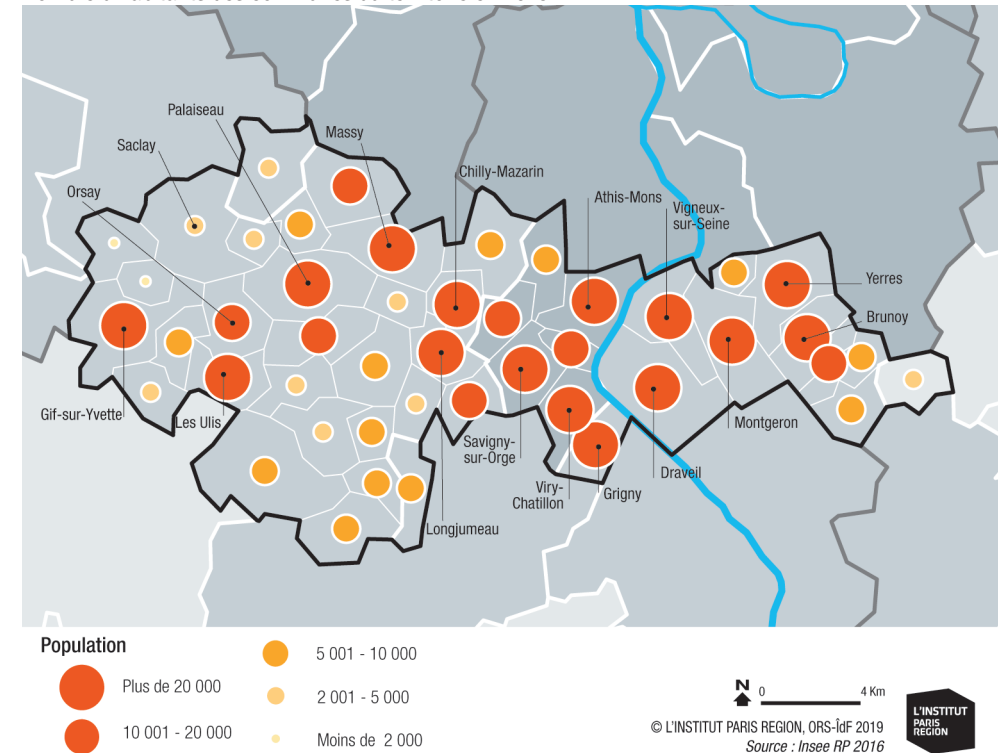 Palaiseau
Massy
Saclay
Chilly-Mazarin
Orsay
Athis-Mons
Vigneux-
sur-Seine
Yerres
Brunoy
Gif-sur-Yvette
Les Ulis
Montgeron
Savigny-
sur-Orge
Draveil
Viry-
Chatillon
Grigny
Longjumeau
Population
Plus de 20 000
10 001 - 20 000
5 001 - 10 000
2 001 - 5 000
Moins de 2 000
N
0
4 Km
© L'INSTITUT PARIS REGION, ORS-ÎdF 2019
Source : Insee RP 2016
L'INSTITUT
PARIS
REGION